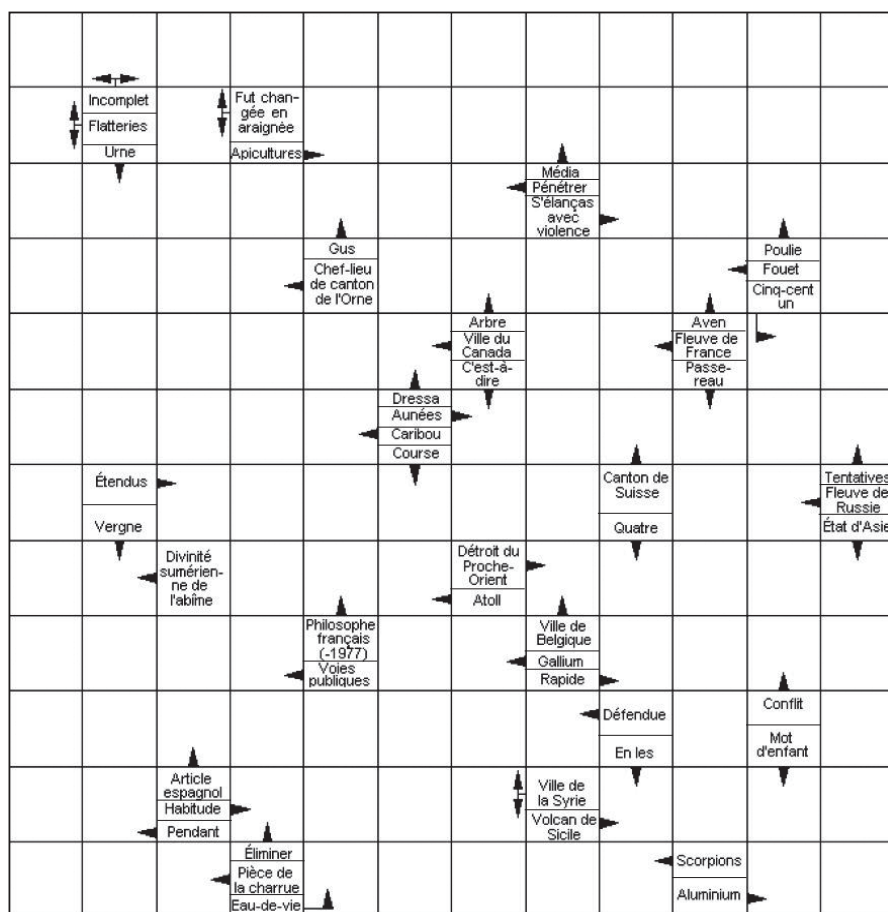 Incomplet
Flatteries
Urne
Fut chan-
gée en
araignée
Apicultures
Média
Pénétrer
S'élanças
avec
violence
Gus
Chef-lieu
de canton
de l'Orne
Poulie
Fouet
Cinq-cent
un
Arbre
Ville du
Canada
C'est-à-
dire
Aven
Fleuve de
France
Passe-
reau
Dressa
Aunées
Caribou
Course
Étendus
Vergne
Canton de
Suisse
Quatre
Tentatives
Fleuve de
Russie
État d'Asie
Divinité
sumérien-
ne de
l'abîme
Détroit du
Proche-
Orient
Atoll
Philosophe
français
(-1977)
Voies
publiques
Ville de
Belgique
Gallium
Rapide
Défendue
En les
Conflit
Mot
d'enfant
Article
espagnol
Habitude
Pendant
Ville de
la Syrie
Volcan de
Sicile
Éliminer
Pièce de
la charrue
Eau-de-vie
Scorpions
Aluminium